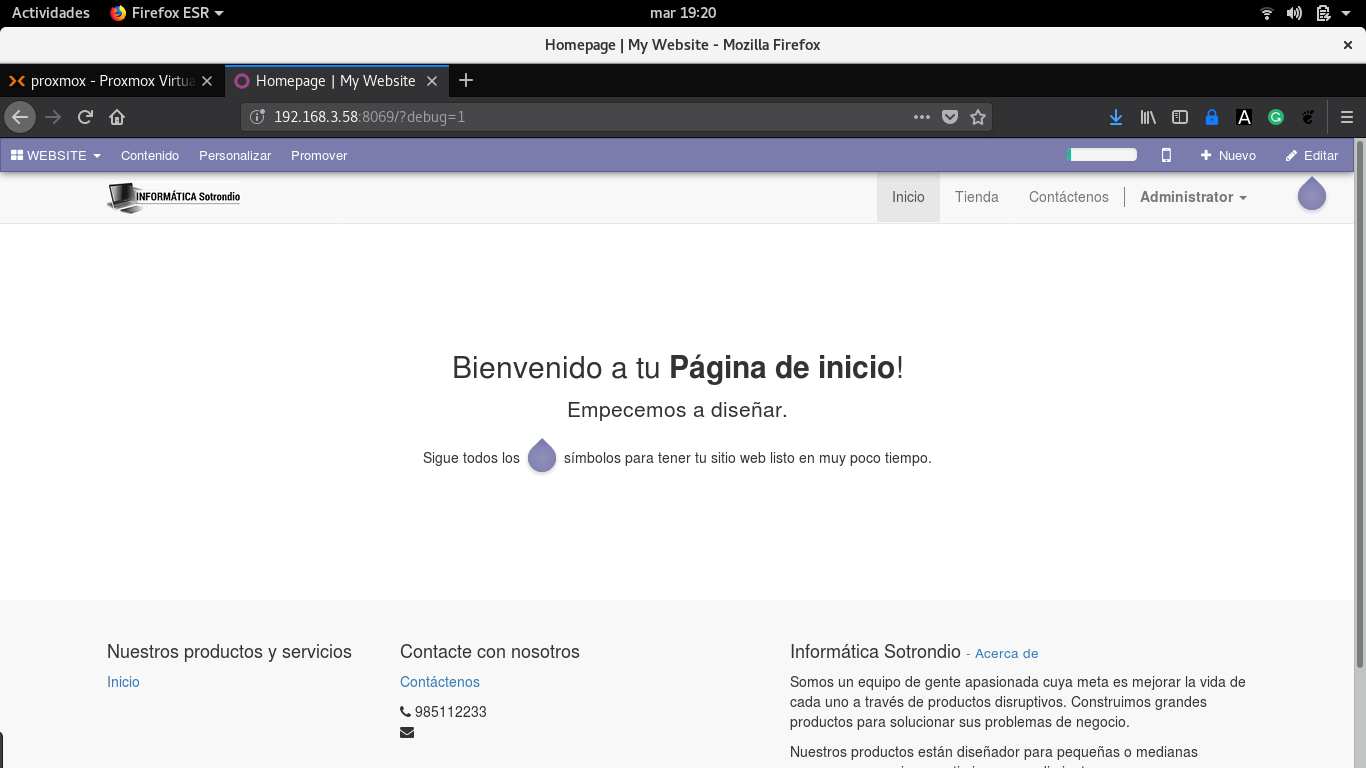 Actividades Firefox ESR mar 19:20
Homepage | My Website - Mozilla Firefox
proxmox - Proxmox Virtua Homepage | My Website
192.168.3.58:8069/?debug=1
WEBSITE Contenido Personalizar Promover Nuevo Editar
INFORMÁTICA Sotrondio Inicio Tienda Contáctenos Administrator
Bienvenido a tu Página de inicio!
Empecemos a diseñar.
Sigue todos los símbolos para tener tu sitio web listo en muy poco tiempo.
Nuestros productos y servicios
Inicio
Contacte con nosotros
Contáctenos
985112233
Informática Sotrondio - Acerca de
Somos un equipo de gente apasionada cuya meta es mejorar la vida de
cada uno a través de productos disruptivos. Construimos grandes
productos para solucionar sus problemas de negocio.
Nuestros productos están diseñador para pequeñas o medianas